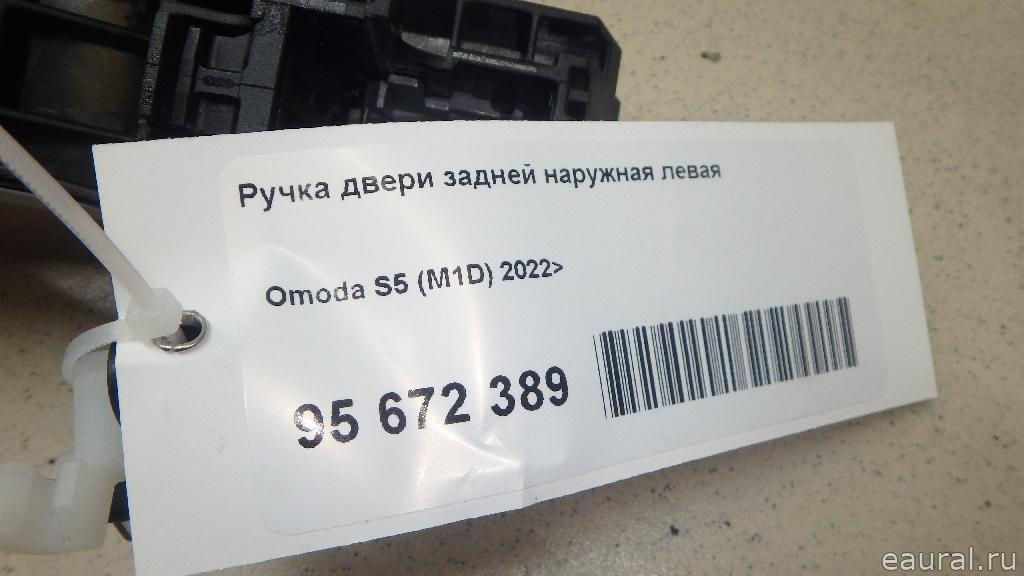 Ручка двери задней наружная левая
Omoda S5 (M1D) 2022>
95 672 389
eaural.ru